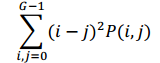 G-1
∑ (i − j)²P(i, j)
i,j=0